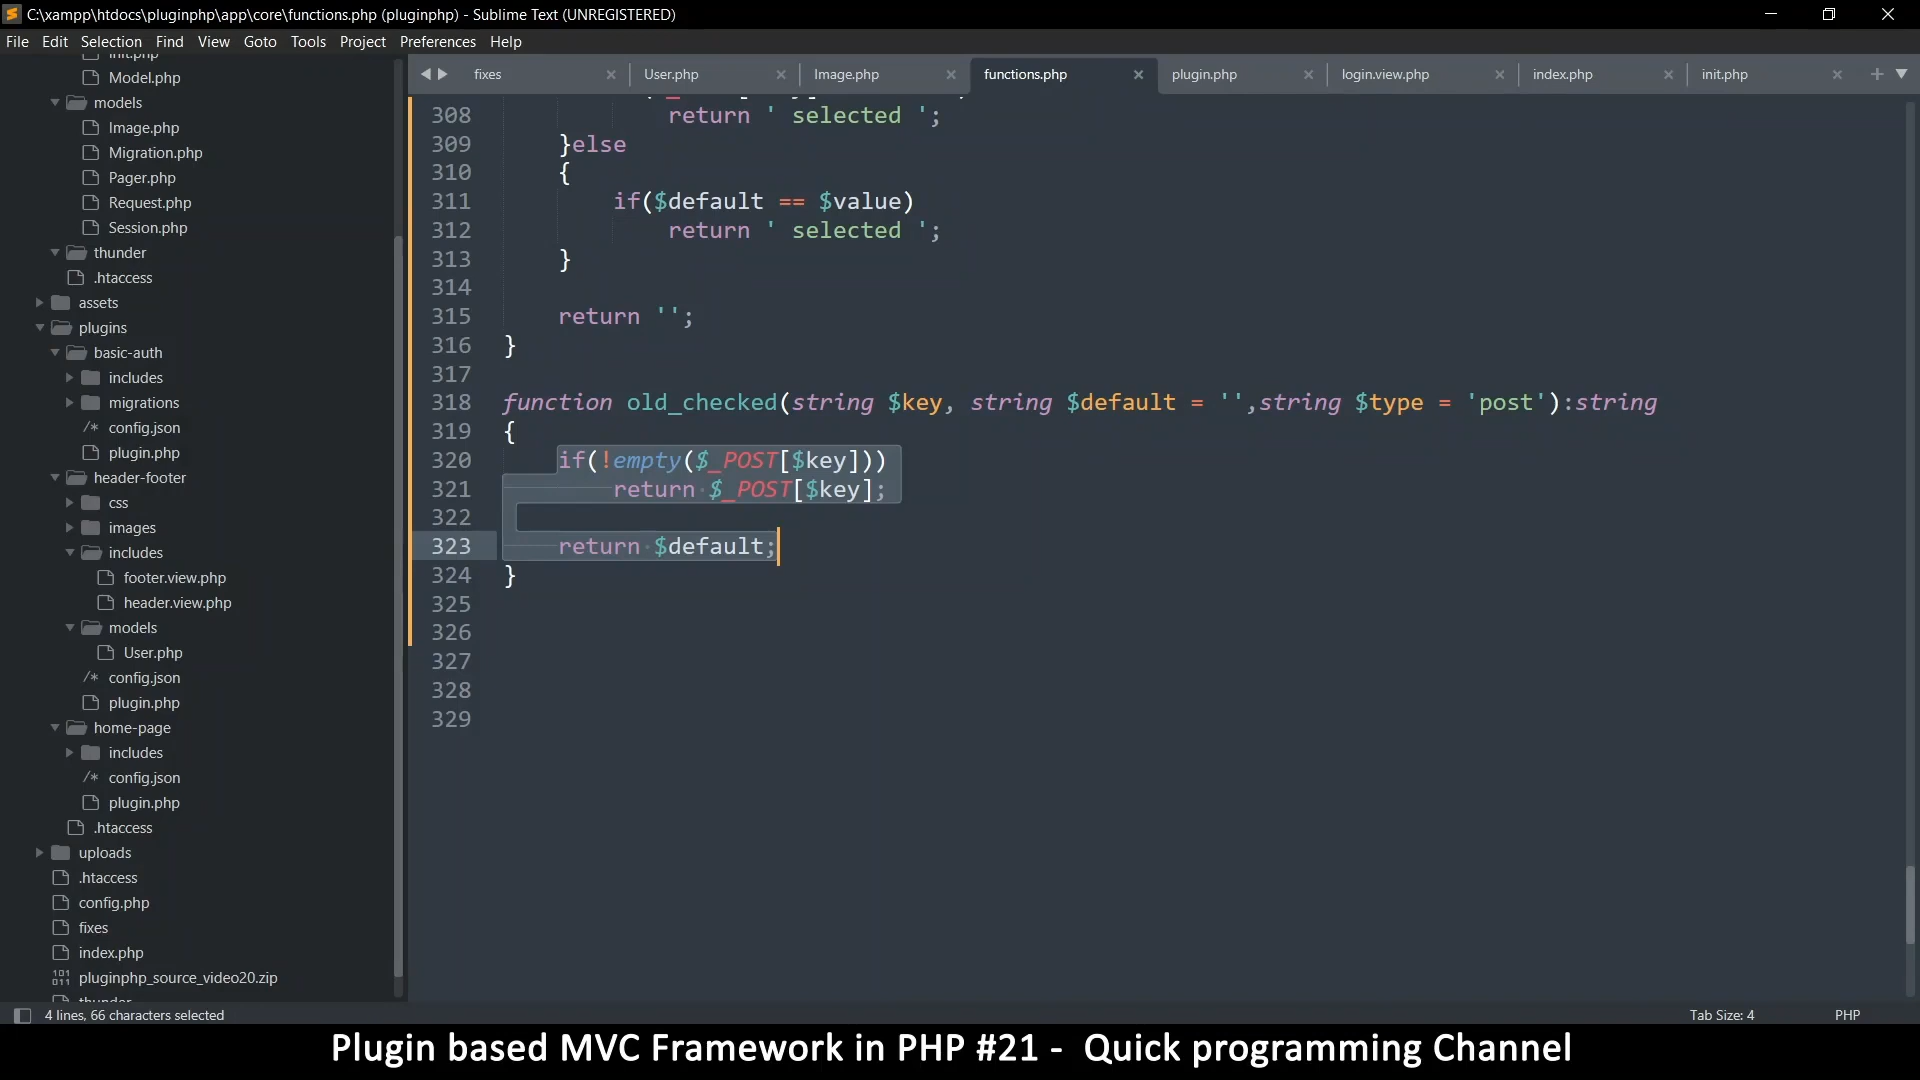 C:\xampp\htdocs\pluginphp\app\core\functions.php (pluginphp) - Sublime Text (UNREGISTERED)
File Edit Selection Find View Goto Tools Project Preferences Help
fixes × User.php × Image.php × functions.php × plugin.php × login.view.php × index.php × init.php ×
init.php
Model.php
models
Image.php
Migration.php
Pager.php
Request.php
Session.php
thunder
.htaccess
assets
plugins
basic-auth
includes
migrations
config.json
plugin.php
header-footer
css
images
includes
footer.view.php
header.view.php
models
User.php
config.json
plugin.php
home-page
includes
config.json
plugin.php
.htaccess
uploads
.htaccess
config.php
fixes
index.php
pluginphp_source_video20.zip
thunder
308 return ' selected ';
309 }else
310 {
311 if($default == $value)
312 return ' selected ';
313 }
314
315 return '';
316 }
317
318 function old_checked(string $key, string $default = '',string $type = 'post'):string
319 {
320 if(!empty($_POST[$key]))
321 return $_POST[$key];
322
323 return $default;
324 }
325
326
327
328
329
4 lines, 66 characters selected Tab Size: 4 PHP
Plugin based MVC Framework in PHP #21 - Quick programming Channel